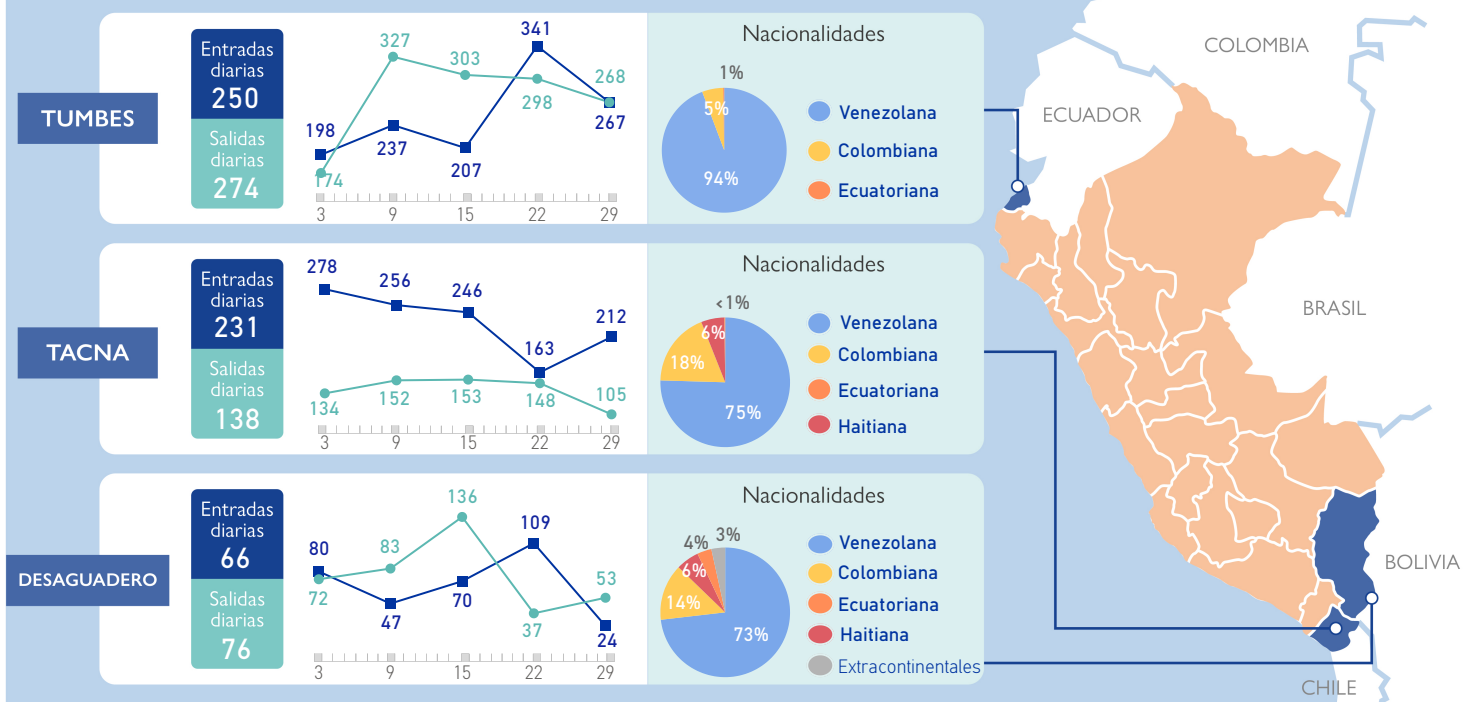 TUMBES
Entradas
diarias
250
Salidas
diarias
274
198
174
327
237
303
207
341
298
268
267
3
9
15
22
29
Nacionalidades
1%
5%
94%
Venezolana
Colombiana
Ecuatoriana
TACNA
Entradas
diarias
231
Salidas
diarias
138
278
134
256
152
246
153
163
148
212
105
3
9
15
22
29
Nacionalidades
<1%
6%
18%
75%
Venezolana
Colombiana
Ecuatoriana
Haitiana
DESAGUADERO
Entradas
diarias
66
Salidas
diarias
76
80
72
83
47
136
70
109
37
53
24
3
9
15
22
29
Nacionalidades
3%
4%
6%
14%
73%
Venezolana
Colombiana
Ecuatoriana
Haitiana
Extracontinentales
COLOMBIA
ECUADOR
BRASIL
BOLIVIA
CHILE